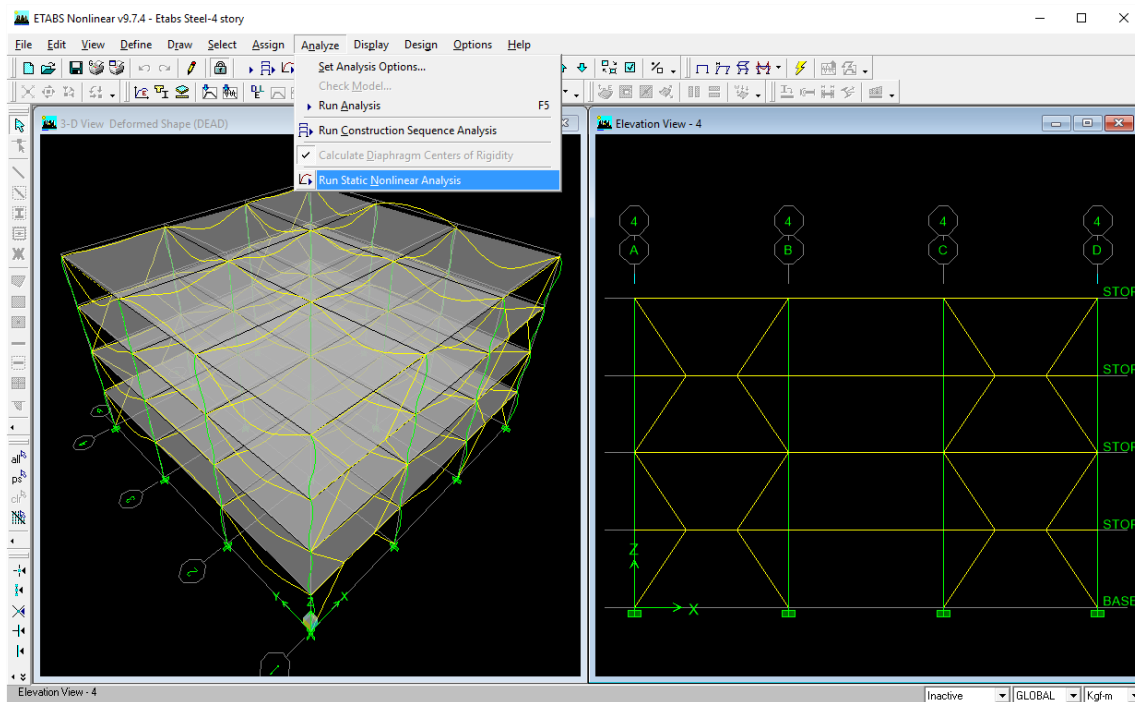 ETABS Nonlinear v9.7.4 - Etabs Steel-4 story
File Edit View Define Draw Select Assign Analyze Display Design Options Help
Set Analysis Options...
Check Model...
Run Analysis F5
Run Construction Sequence Analysis
Calculate Diaphragm Centers of Rigidity
Run Static Nonlinear Analysis
3-D View Deformed Shape (DEAD)
Elevation View - 4
4 4 4 4
A B C D
STOR
STOR
STOR
STOR
BASE
Z
X
all
ps
clr
Y Z X
Elevation View - 4
Inactive GLOBAL Kgf-m